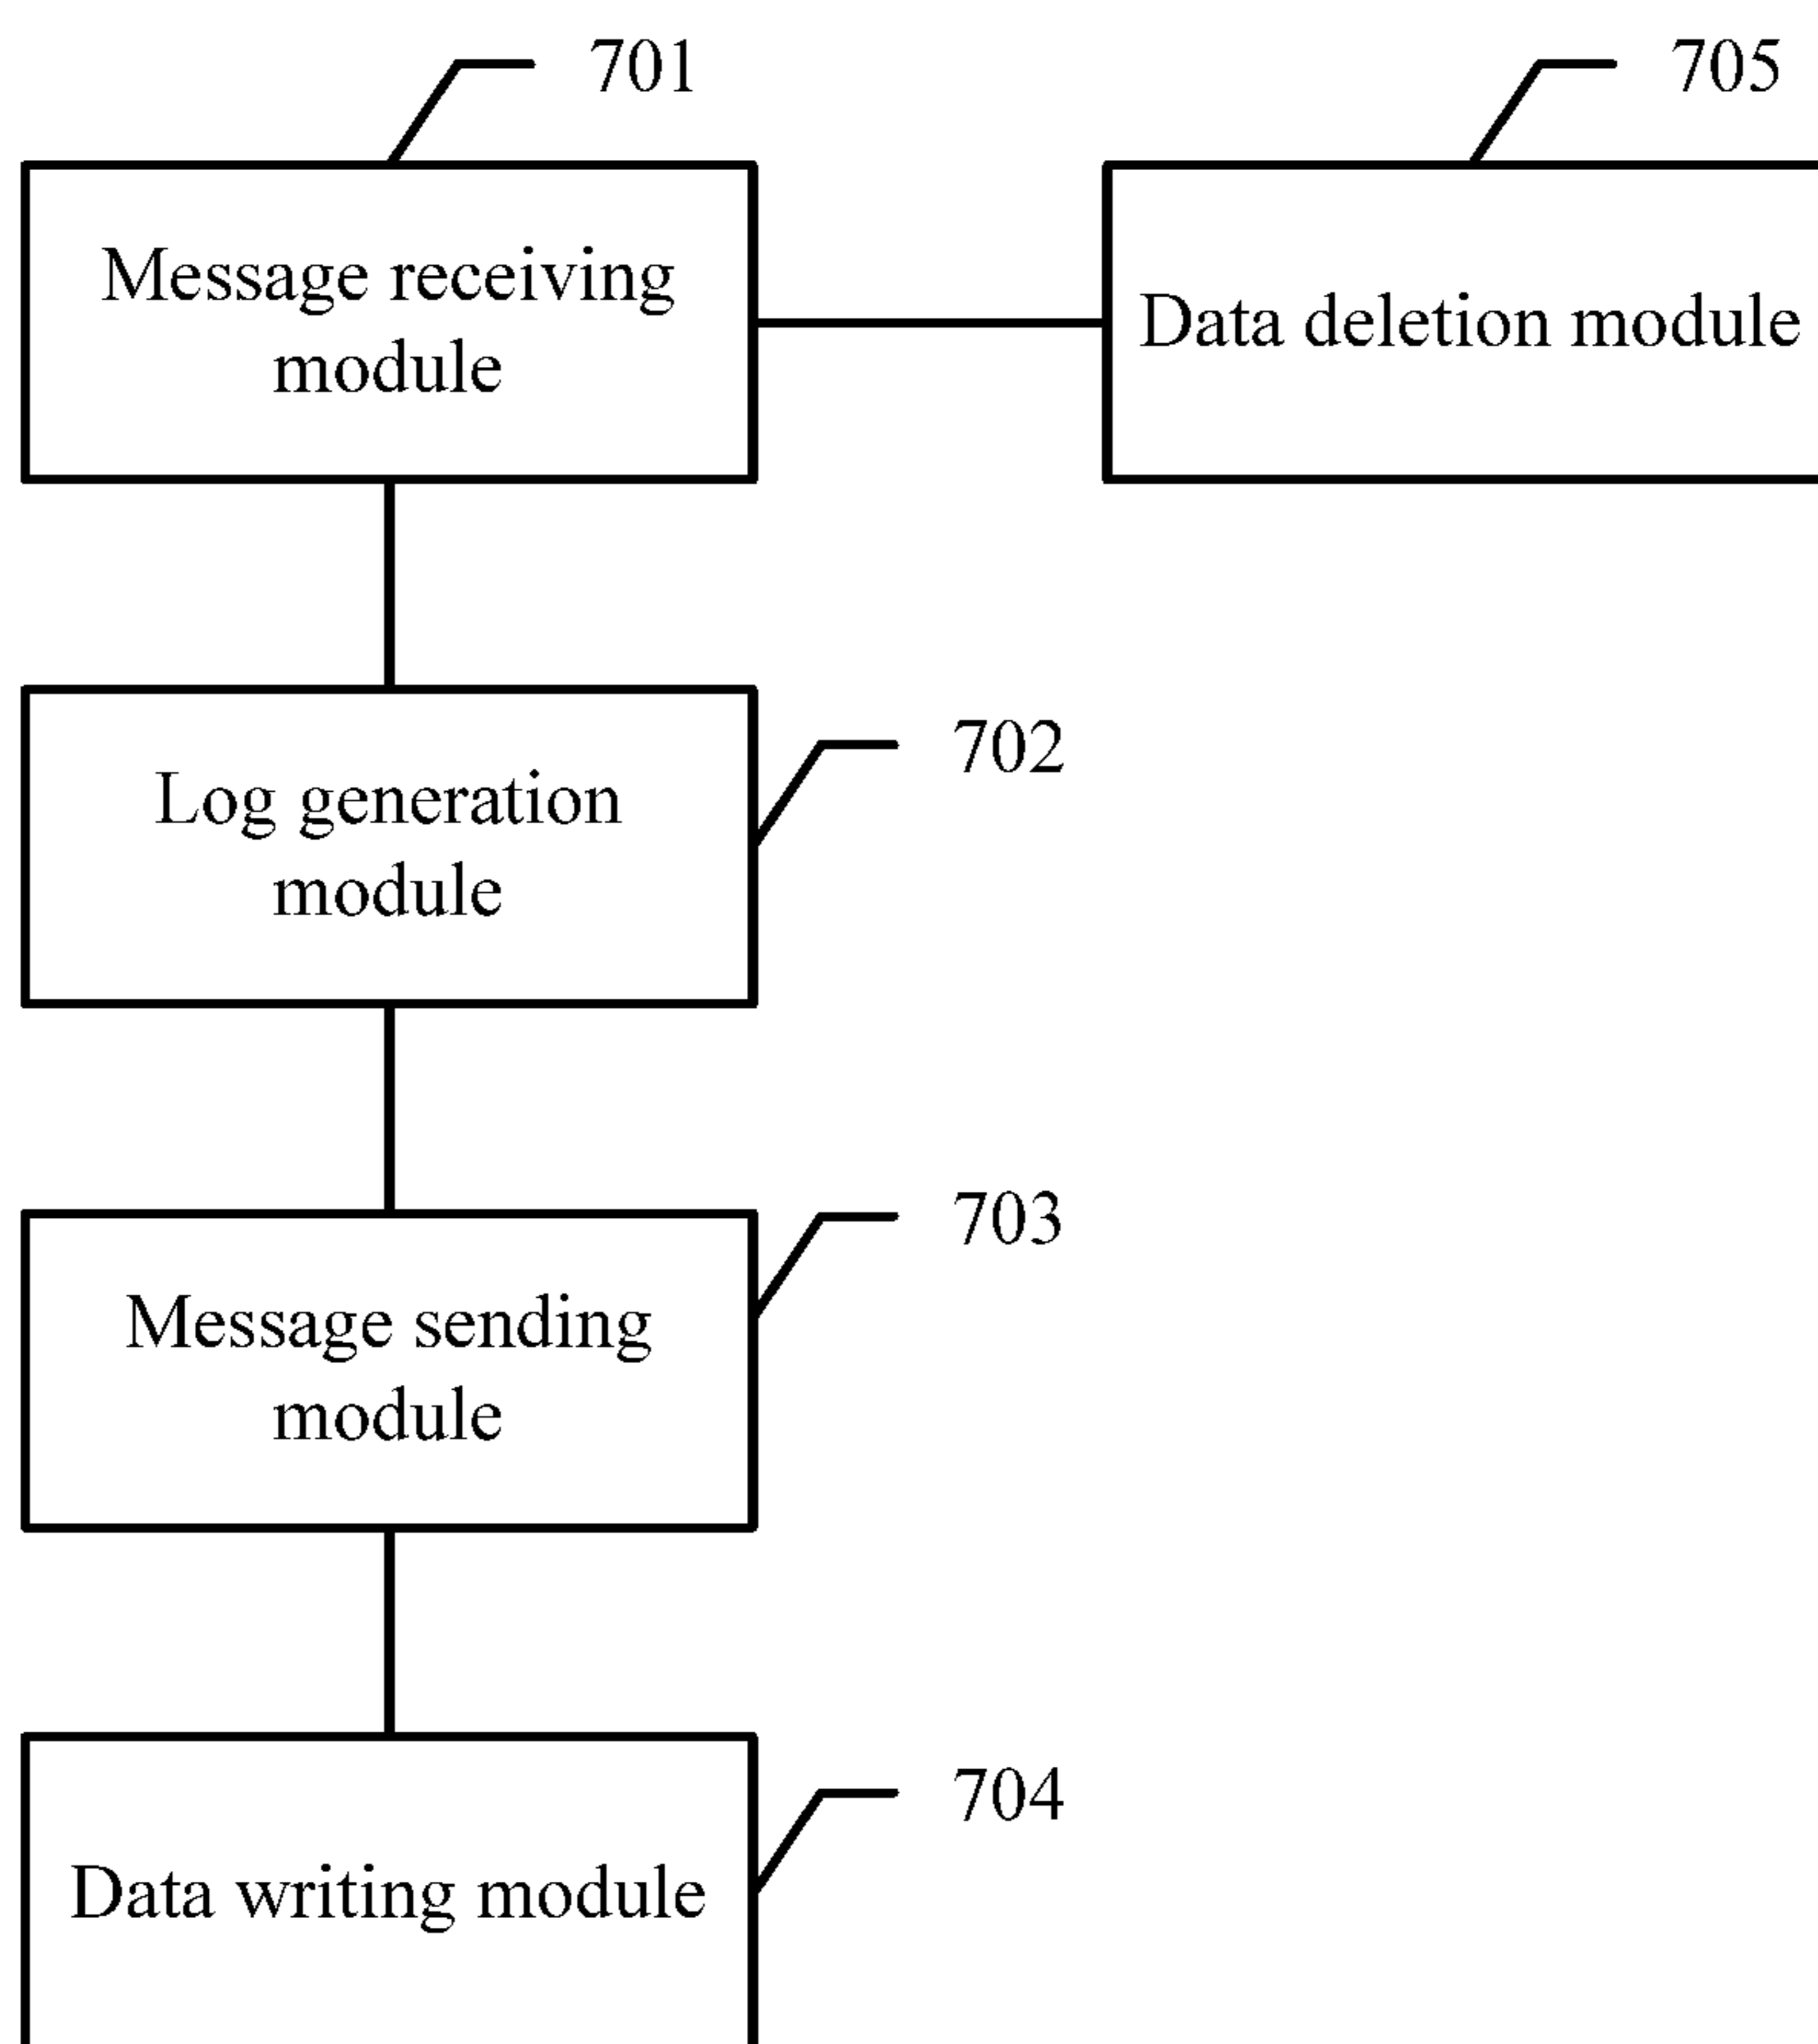 701
705
Message receiving
module
Data deletion module
702
Log generation
module
703
Message sending
module
704
Data writing module